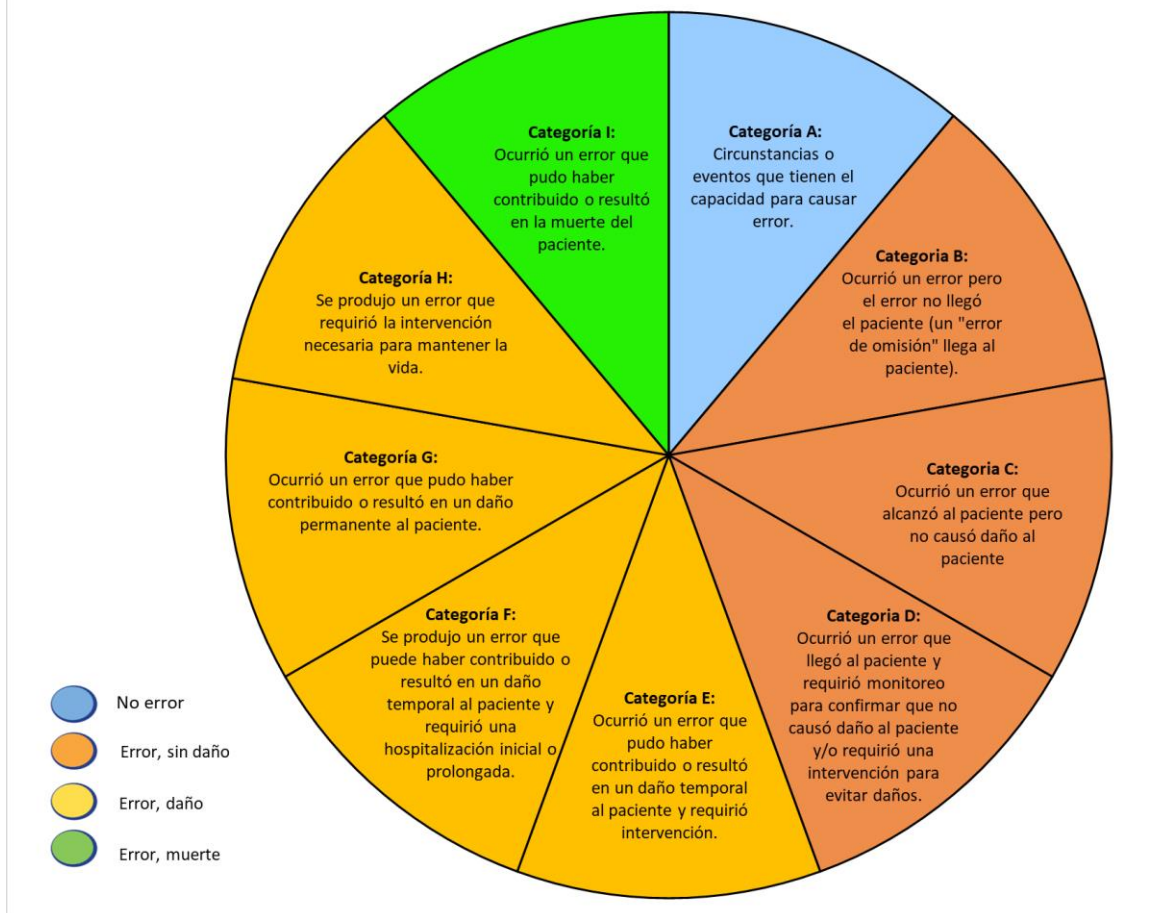 Categoría I:
Ocurrió un error que
pudo haber
contribuido o resultó
en la muerte del
paciente.
Categoría A:
Circunstancias o
eventos que tienen el
capacidad para causar
error.
Categoria B:
Ocurrió un error pero
el error no llegó
el paciente (un "error
de omisión" llega al
paciente).
Categoria C:
Ocurrió un error que
alcanzó al paciente pero
no causó daño al
paciente
Categoria D:
Ocurrió un error que
llegó al paciente y
requirió monitoreo
para confirmar que no
causó daño al paciente
y/o requirió una
intervención para
evitar daños.
Categoría E:
Ocurrió un error que
pudo haber
contribuido o resultó
en un daño temporal
al paciente y requirió
intervención.
Categoría F:
Se produjo un error que
puede haber contribuido o
resultó en un daño
temporal al paciente y
requirió una
hospitalización inicial o
prolongada.
Categoría G:
Ocurrió un error que pudo haber
contribuido o resultó en un daño
permanente al paciente.
Categoría H:
Se produjo un error que
requirió la intervención
necesaria para mantener la
vida.
No error
Error, sin daño
Error, daño
Error, muerte